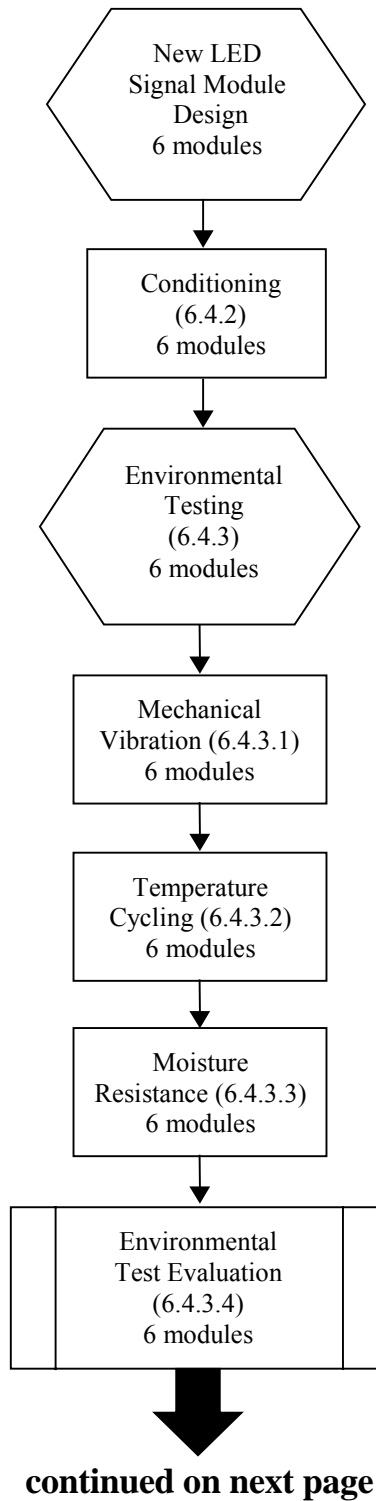 New LED
Signal Module
Design
6 modules
Conditioning
(6.4.2)
6 modules
Environmental
Testing
(6.4.3)
6 modules
Mechanical
Vibration (6.4.3.1)
6 modules
Temperature
Cycling (6.4.3.2)
6 modules
Moisture
Resistance (6.4.3.3)
6 modules
Environmental
Test Evaluation
(6.4.3.4)
6 modules
continued on next page